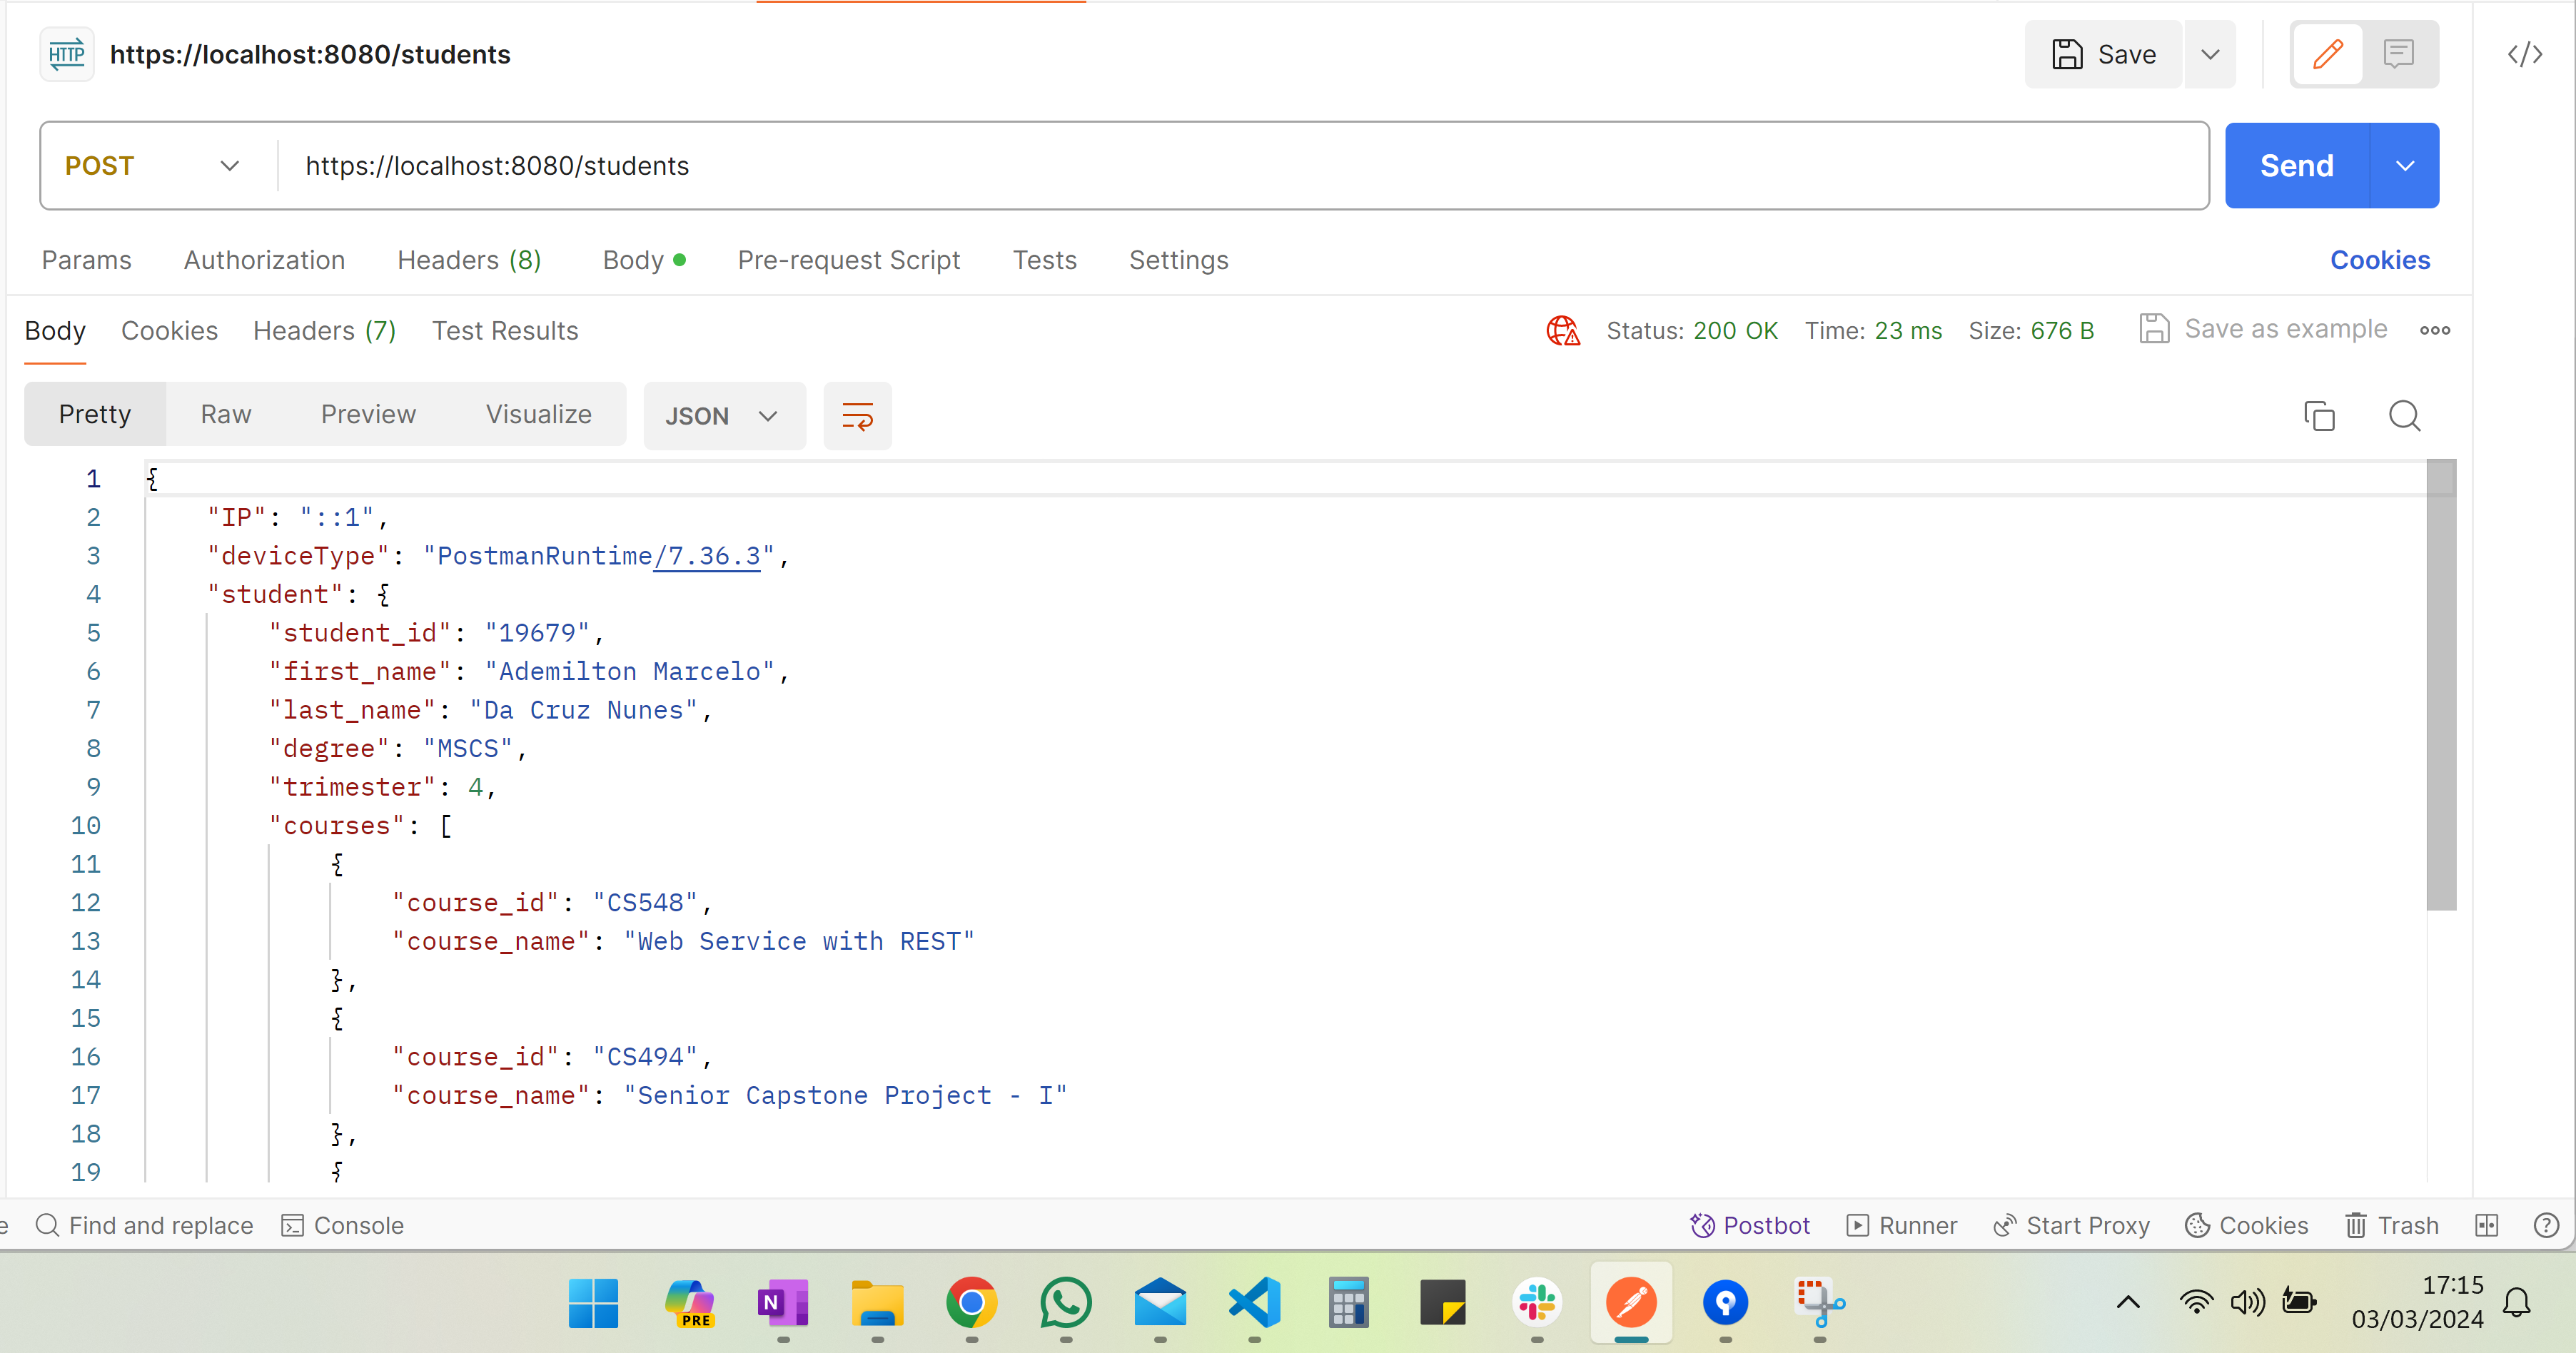 HTTP https://localhost:8080/students Save
POST https://localhost:8080/students Send
Params Authorization Headers (8) Body Pre-request Script Tests Settings Cookies
Body Cookies Headers (7) Test Results Status: 200 OK Time: 23 ms Size: 676 B Save as example
Pretty Raw Preview Visualize JSON
1 {
2 "IP": "::1",
3 "deviceType": "PostmanRuntime/7.36.3",
4 "student": {
5 "student_id": "19679",
6 "first_name": "Ademilton Marcelo",
7 "last_name": "Da Cruz Nunes",
8 "degree": "MSCS",
9 "trimester": 4,
10 "courses": [
11 {
12 "course_id": "CS548",
13 "course_name": "Web Service with REST"
14 },
15 {
16 "course_id": "CS494",
17 "course_name": "Senior Capstone Project - I"
18 },
19 {
e Find and replace Console Postbot Runner Start Proxy Cookies Trash
N PRE 17:15
03/03/2024